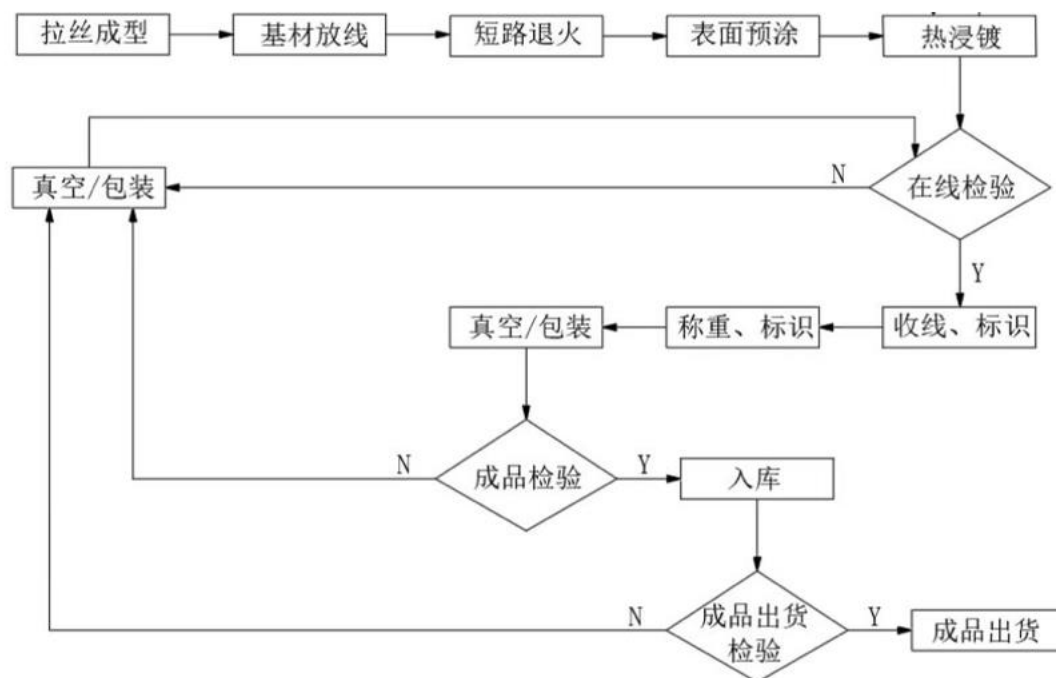 拉丝成型
基材放线
短路退火
表面预涂
热浸镀
真空/包装
N
在线检验
Y
真空/包装
称重、标识
收线、标识
N
成品检验
Y
入库
N
成品出货
检验
Y
成品出货